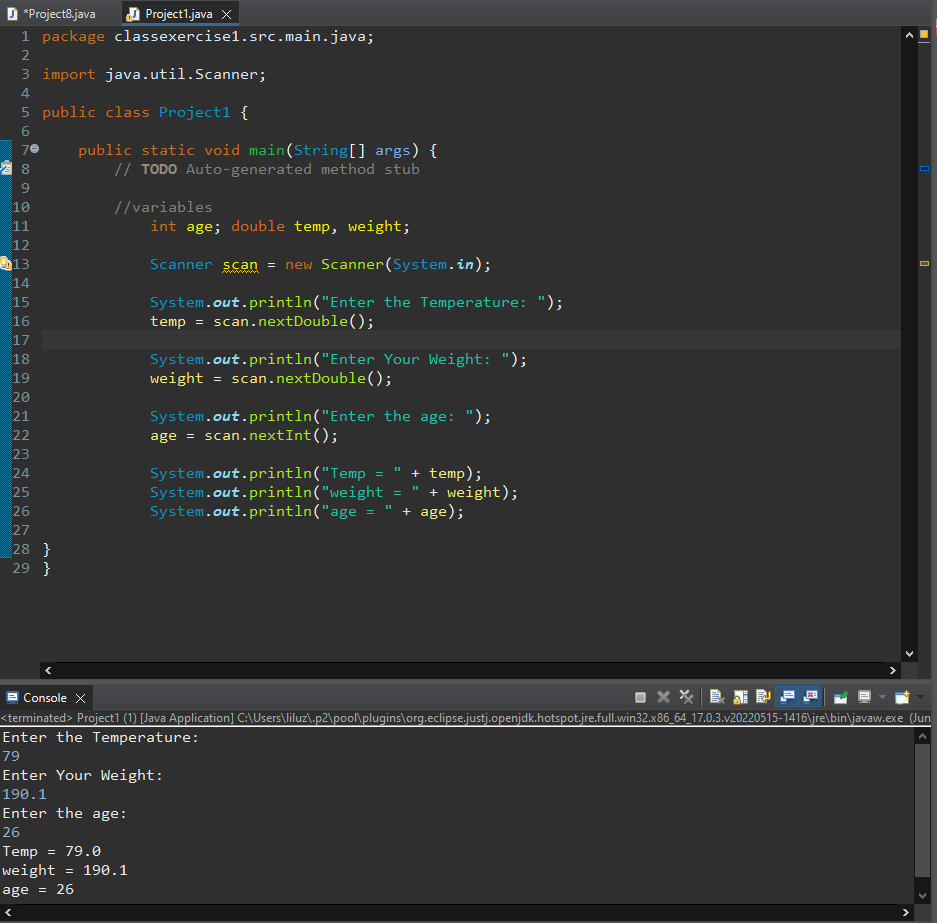 *Project8.java
Project1.java
1 package classexercise1.src.main.java;
2
3 import java.util.Scanner;
4
5 public class Project1 {
6
7 public static void main(String[] args) {
8 // TODO Auto-generated method stub
9
10 //variables
11 int age; double temp, weight;
12
13 Scanner scan = new Scanner(System.in);
14
15 System.out.println("Enter the Temperature: ");
16 temp = scan.nextDouble();
17
18 System.out.println("Enter Your Weight: ");
19 weight = scan.nextDouble();
20
21 System.out.println("Enter the age: ");
22 age = scan.nextInt();
23
24 System.out.println("Temp = " + temp);
25 System.out.println("weight = " + weight);
26 System.out.println("age = " + age);
27
28 }
29 }
Console
<terminated> Project1 (1) [Java Application] C:\Users\liluz\.p2\pool\plugins\org.eclipse.justj.openjdk.hotspot.jre.full.win32.x86_64_17.0.3.v20220515-1416\jre\bin\javaw.exe (Jun
Enter the Temperature:
79
Enter Your Weight:
190.1
Enter the age:
26
Temp = 79.0
weight = 190.1
age = 26